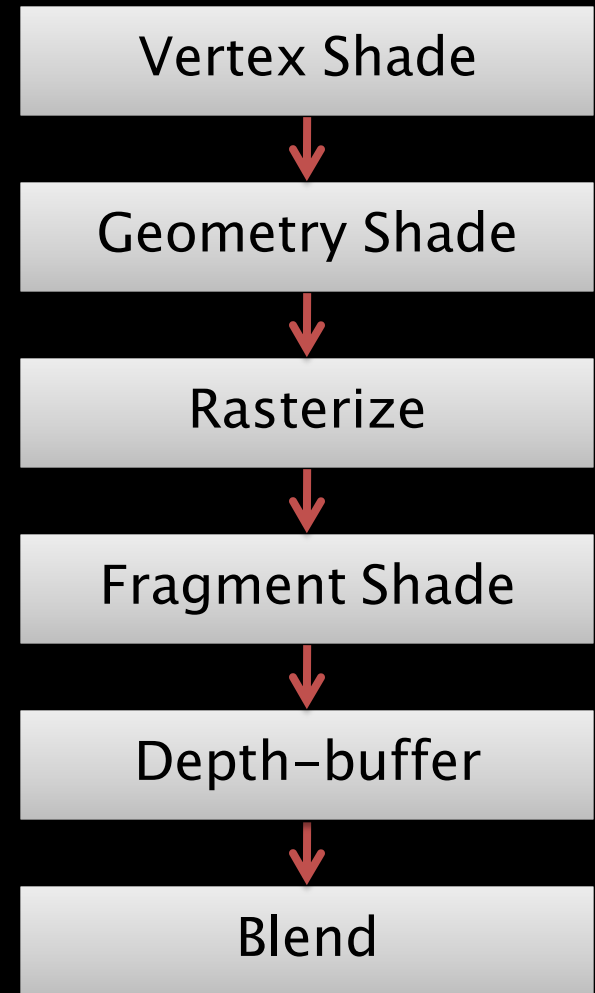 Vertex Shade
Geometry Shade
Rasterize
Fragment Shade
Depth-buffer
Blend